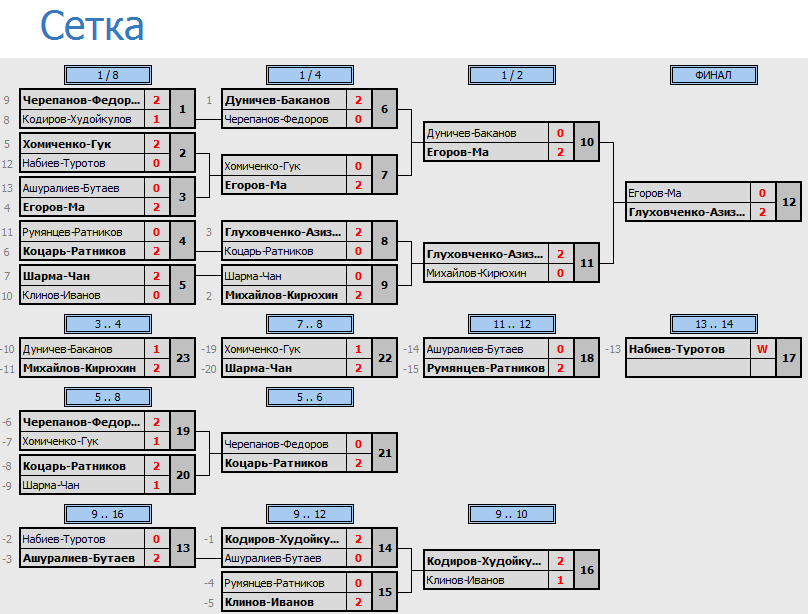 Сетка
1 / 8 1 / 4 1 / 2 ФИНАЛ
9 Черепанов-Федор... 2 1 1 Дуничев-Баканов 2 6
8 Кодиров-Худойкулов 1 Черепанов-Федоров 0
Дуничев-Баканов 0 10
5 Хомиченко-Гук 2 2
Егоров-Ма 2
12 Набиев-Туротов 0 Хомиченко-Гук 0 7
13 Ашуралиев-Бутаев 0 3 Егоров-Ма 2
Егоров-Ма 0 12
4 Егоров-Ма 2
Глуховченко-Азиз... 2
11 Румянцев-Ратников 0 4 3 Глуховченко-Азиз... 2 8
6 Коцарь-Ратников 2 Коцарь-Ратников 0
Глуховченко-Азиз... 2 11
7 Шарма-Чан 2 5 Шарма-Чан 0 9
Михайлов-Кирюхин 0
10 Клинов-Иванов 0 2 Михайлов-Кирюхин 2
3 .. 4 7 .. 8 11 .. 12 13 .. 14
-10 Дуничев-Баканов 1 23 -19 Хомиченко-Гук 1 22 -14 Ашуралиев-Бутаев 0 18 -13 Набиев-Туротов W 17
-11 Михайлов-Кирюхин 2 -20 Шарма-Чан 2 -15 Румянцев-Ратников 2
5 .. 8 5 .. 6
-6 Черепанов-Федор... 2 19
-7 Хомиченко-Гук 1 Черепанов-Федоров 0 21
-8 Коцарь-Ратников 2 20 Коцарь-Ратников 2
-9 Шарма-Чан 1
9 .. 16 9 .. 12 9 .. 10
-2 Набиев-Туротов 0 13 -1 Кодиров-Худойку... 2 14
-3 Ашуралиев-Бутаев 2 Ашуралиев-Бутаев 0
Кодиров-Худойку... 2 16
-4 Румянцев-Ратников 0 15 Клинов-Иванов 1
-5 Клинов-Иванов 2